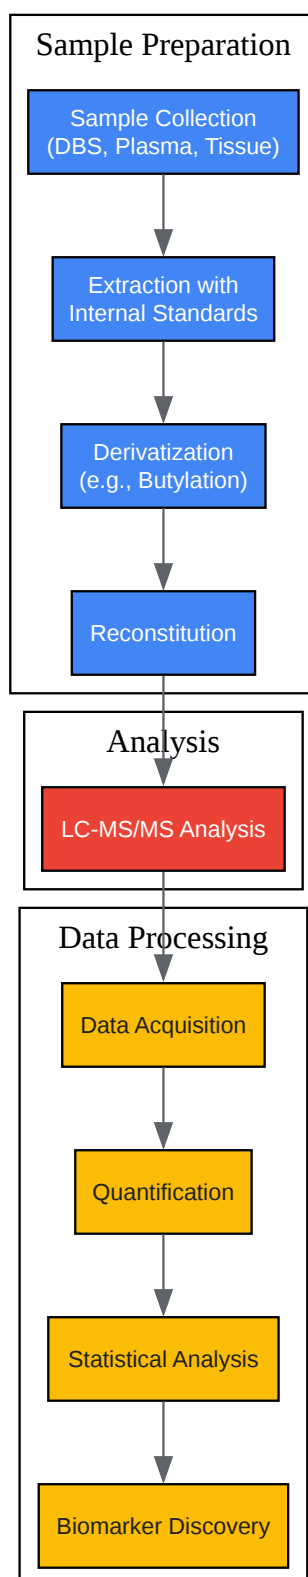 Sample Preparation
Sample Collection
(DBS, Plasma, Tissue)
Extraction with
Internal Standards
Derivatization
(e.g., Butylation)
Reconstitution
Analysis
LC-MS/MS Analysis
Data Processing
Data Acquisition
Quantification
Statistical Analysis
Biomarker Discovery